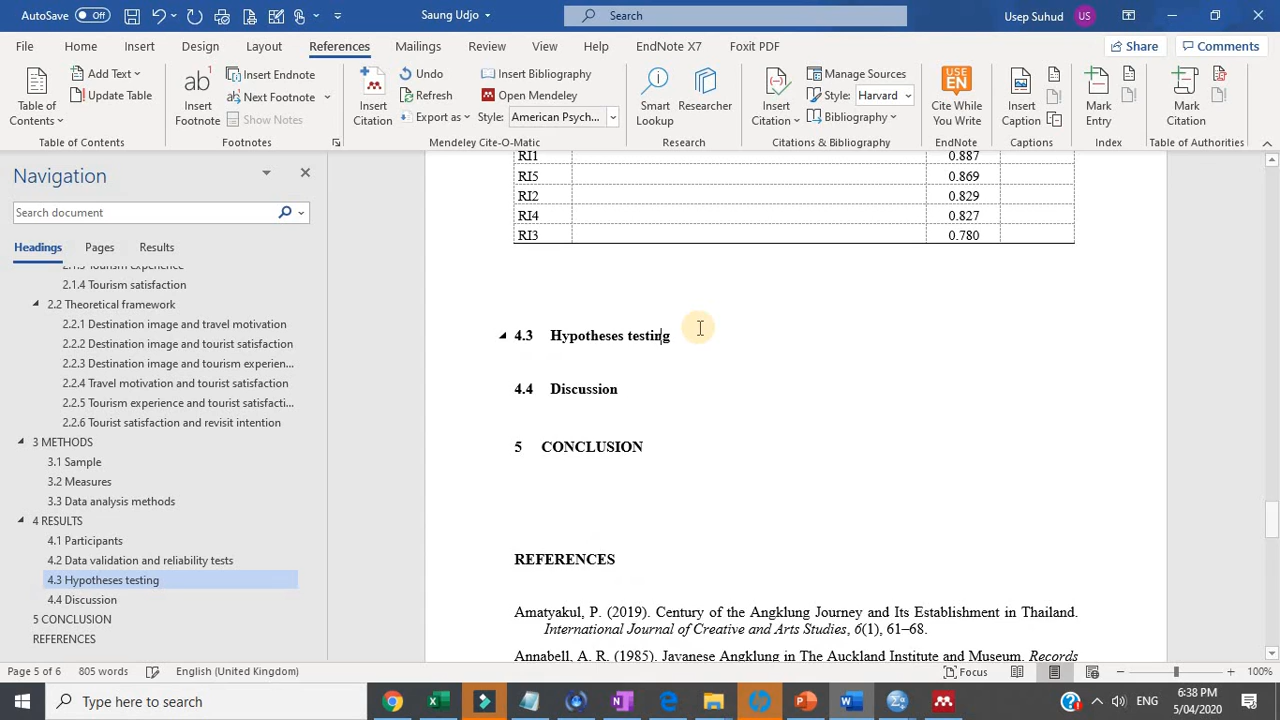 AutoSave Off
Saung Udjo
Search
Usep Suhud US
File Home Insert Design Layout References Mailings Review View Help EndNote X7 Foxit PDF
Share Comments
Table of Contents
Add Text
Update Table
Table of Contents
ab
Insert Footnote
Insert Endnote
Next Footnote
Show Notes
Footnotes
Insert Citation
Undo
Refresh
Export as
Insert Bibliography
Open Mendeley
Style: American Psych...
Mendeley Cite-O-Matic
Smart Lookup
Researcher
Research
Insert Citation
Manage Sources
Style: Harvard
Bibliography
Citations & Bibliography
USE EN
Cite While You Write
EndNote
Insert Caption
Captions
Mark Entry
Index
Mark Citation
Table of Authorities
Navigation
Search document
Headings Pages Results
2.1.3 Tourism experience
2.1.4 Tourism satisfaction
2.2 Theoretical framework
2.2.1 Destination image and travel motivation
2.2.2 Destination image and tourist satisfaction
2.2.3 Destination image and tourism experien...
2.2.4 Travel motivation and tourist satisfaction
2.2.5 Tourism experience and tourist satisfacti...
2.2.6 Tourist satisfaction and revisit intention
3 METHODS
3.1 Sample
3.2 Measures
3.3 Data analysis methods
4 RESULTS
4.1 Participants
4.2 Data validation and reliability tests
4.3 Hypotheses testing
4.4 Discussion
5 CONCLUSION
REFERENCES
RI1 0.887
RI5 0.869
RI2 0.829
RI4 0.827
RI3 0.780
4.3 Hypotheses testing
4.4 Discussion
5 CONCLUSION
REFERENCES
Amatyakul, P. (2019). Century of the Angklung Journey and Its Establishment in Thailand.
International Journal of Creative and Arts Studies, 6(1), 61–68.
Annabell, A. R. (1985). Javanese Angklung in The Auckland Institute and Museum. Records
Page 5 of 6 805 words English (United Kingdom)
Focus
100%
Type here to search
ENG
6:38 PM
5/04/2020